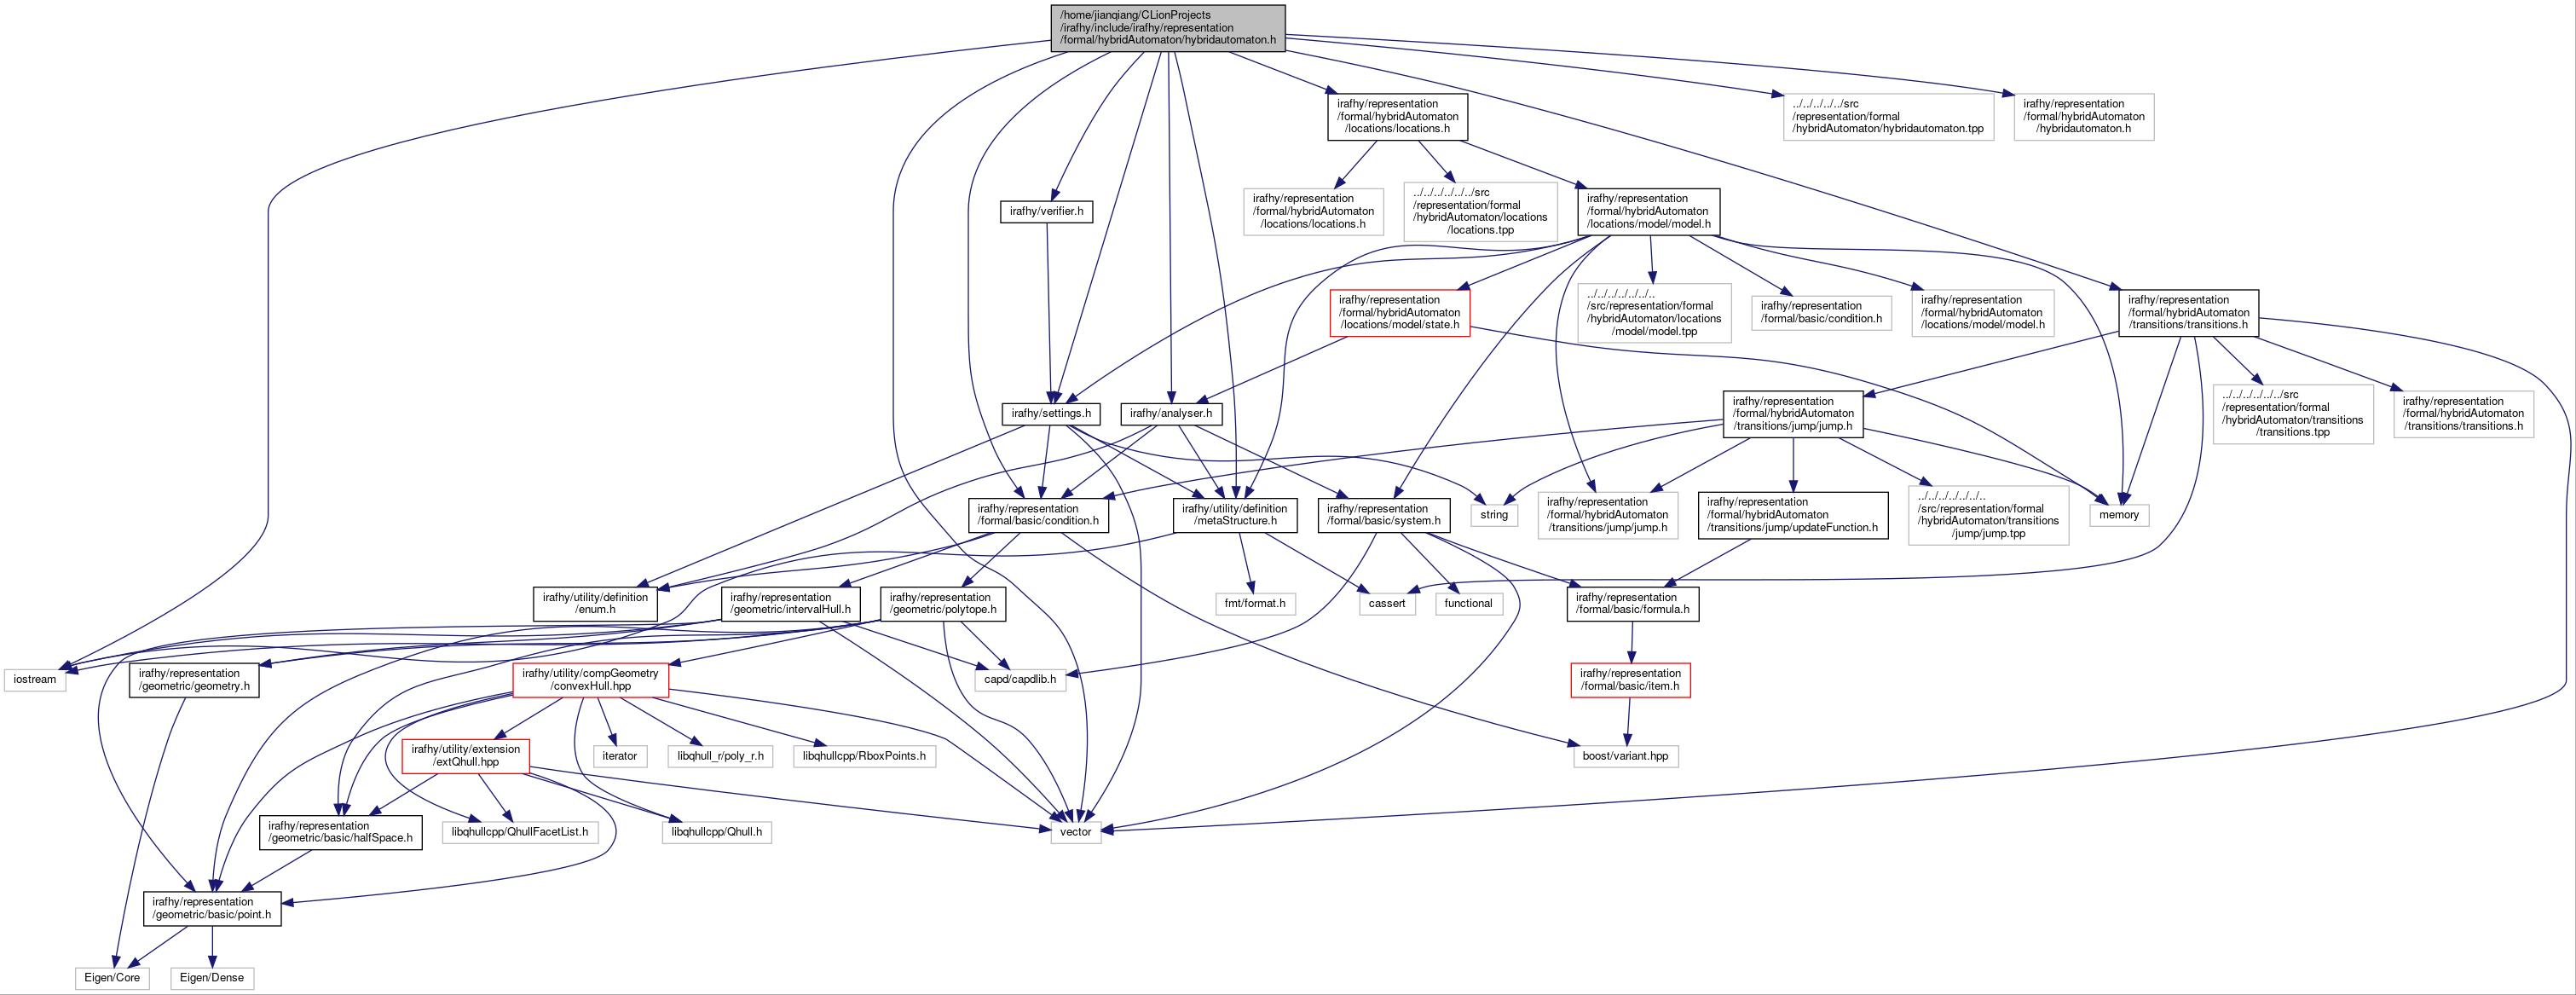 /home/jianqiang/CLionProjects
/irafhy/include/irafhy/representation
/formal/hybridAutomaton/hybridautomaton.h
irafhy/representation
/formal/hybridAutomaton
/locations/locations.h
../../../../../src
/representation/formal
/hybridAutomaton/hybridautomaton.tpp
irafhy/representation
/formal/hybridAutomaton
/hybridautomaton.h
irafhy/verifier.h
irafhy/representation
/formal/hybridAutomaton
/locations/locations.h
../../../../../../src
/representation/formal
/hybridAutomaton/locations
/locations.tpp
irafhy/representation
/formal/hybridAutomaton
/locations/model/model.h
irafhy/representation
/formal/hybridAutomaton
/locations/model/state.h
../../../../../../..
/src/representation/formal
/hybridAutomaton/locations
/model/model.tpp
irafhy/representation
/formal/basic/condition.h
irafhy/representation
/formal/hybridAutomaton
/locations/model/model.h
irafhy/representation
/formal/hybridAutomaton
/transitions/transitions.h
irafhy/settings.h
irafhy/analyser.h
irafhy/representation
/formal/hybridAutomaton
/transitions/jump/jump.h
../../../../../../src
/representation/formal
/hybridAutomaton/transitions
/transitions.tpp
irafhy/representation
/formal/hybridAutomaton
/transitions/transitions.h
irafhy/representation
/formal/basic/condition.h
irafhy/utility/definition
/metaStructure.h
irafhy/representation
/formal/basic/system.h
string
irafhy/representation
/formal/hybridAutomaton
/transitions/jump/jump.h
irafhy/representation
/formal/hybridAutomaton
/transitions/jump/updateFunction.h
../../../../../../..
/src/representation/formal
/hybridAutomaton/transitions
/jump/jump.tpp
memory
irafhy/utility/definition
/enum.h
irafhy/representation
/geometric/intervalHull.h
irafhy/representation
/geometric/polytope.h
fmt/format.h
cassert
functional
irafhy/representation
/formal/basic/formula.h
iostream
irafhy/representation
/geometric/geometry.h
irafhy/utility/compGeometry
/convexHull.hpp
capd/capdlib.h
irafhy/representation
/formal/basic/item.h
irafhy/utility/extension
/extQhull.hpp
iterator
libqhull_r/poly_r.h
libqhullcpp/RboxPoints.h
boost/variant.hpp
irafhy/representation
/geometric/basic/halfSpace.h
libqhullcpp/QhullFacetList.h
libqhullcpp/Qhull.h
vector
irafhy/representation
/geometric/basic/point.h
Eigen/Core
Eigen/Dense